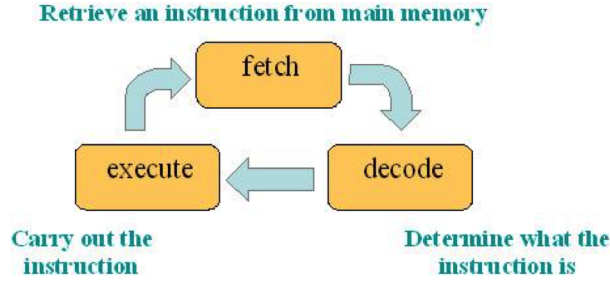 Retrieve an instruction from main memory
fetch
execute
decode
Carry out the
instruction
Determine what the
instruction is